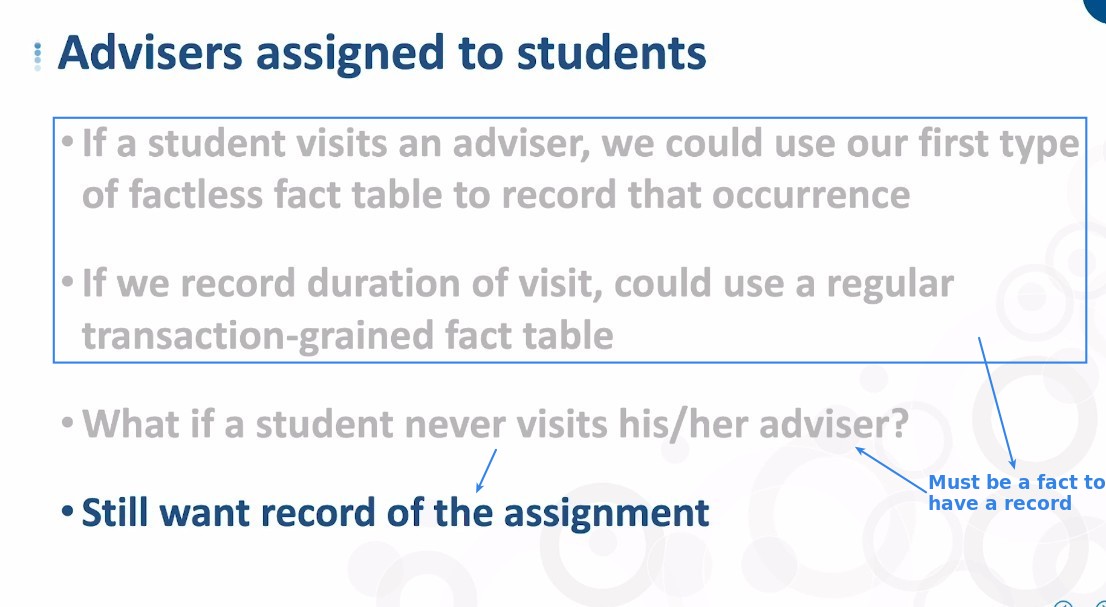 Advisers assigned to students
• If a student visits an adviser, we could use our first type
of factless fact table to record that occurrence
• If we record duration of visit, could use a regular
transaction-grained fact table
• What if a student never visits his/her adviser?
Must be a fact to
have a record
• Still want record of the assignment